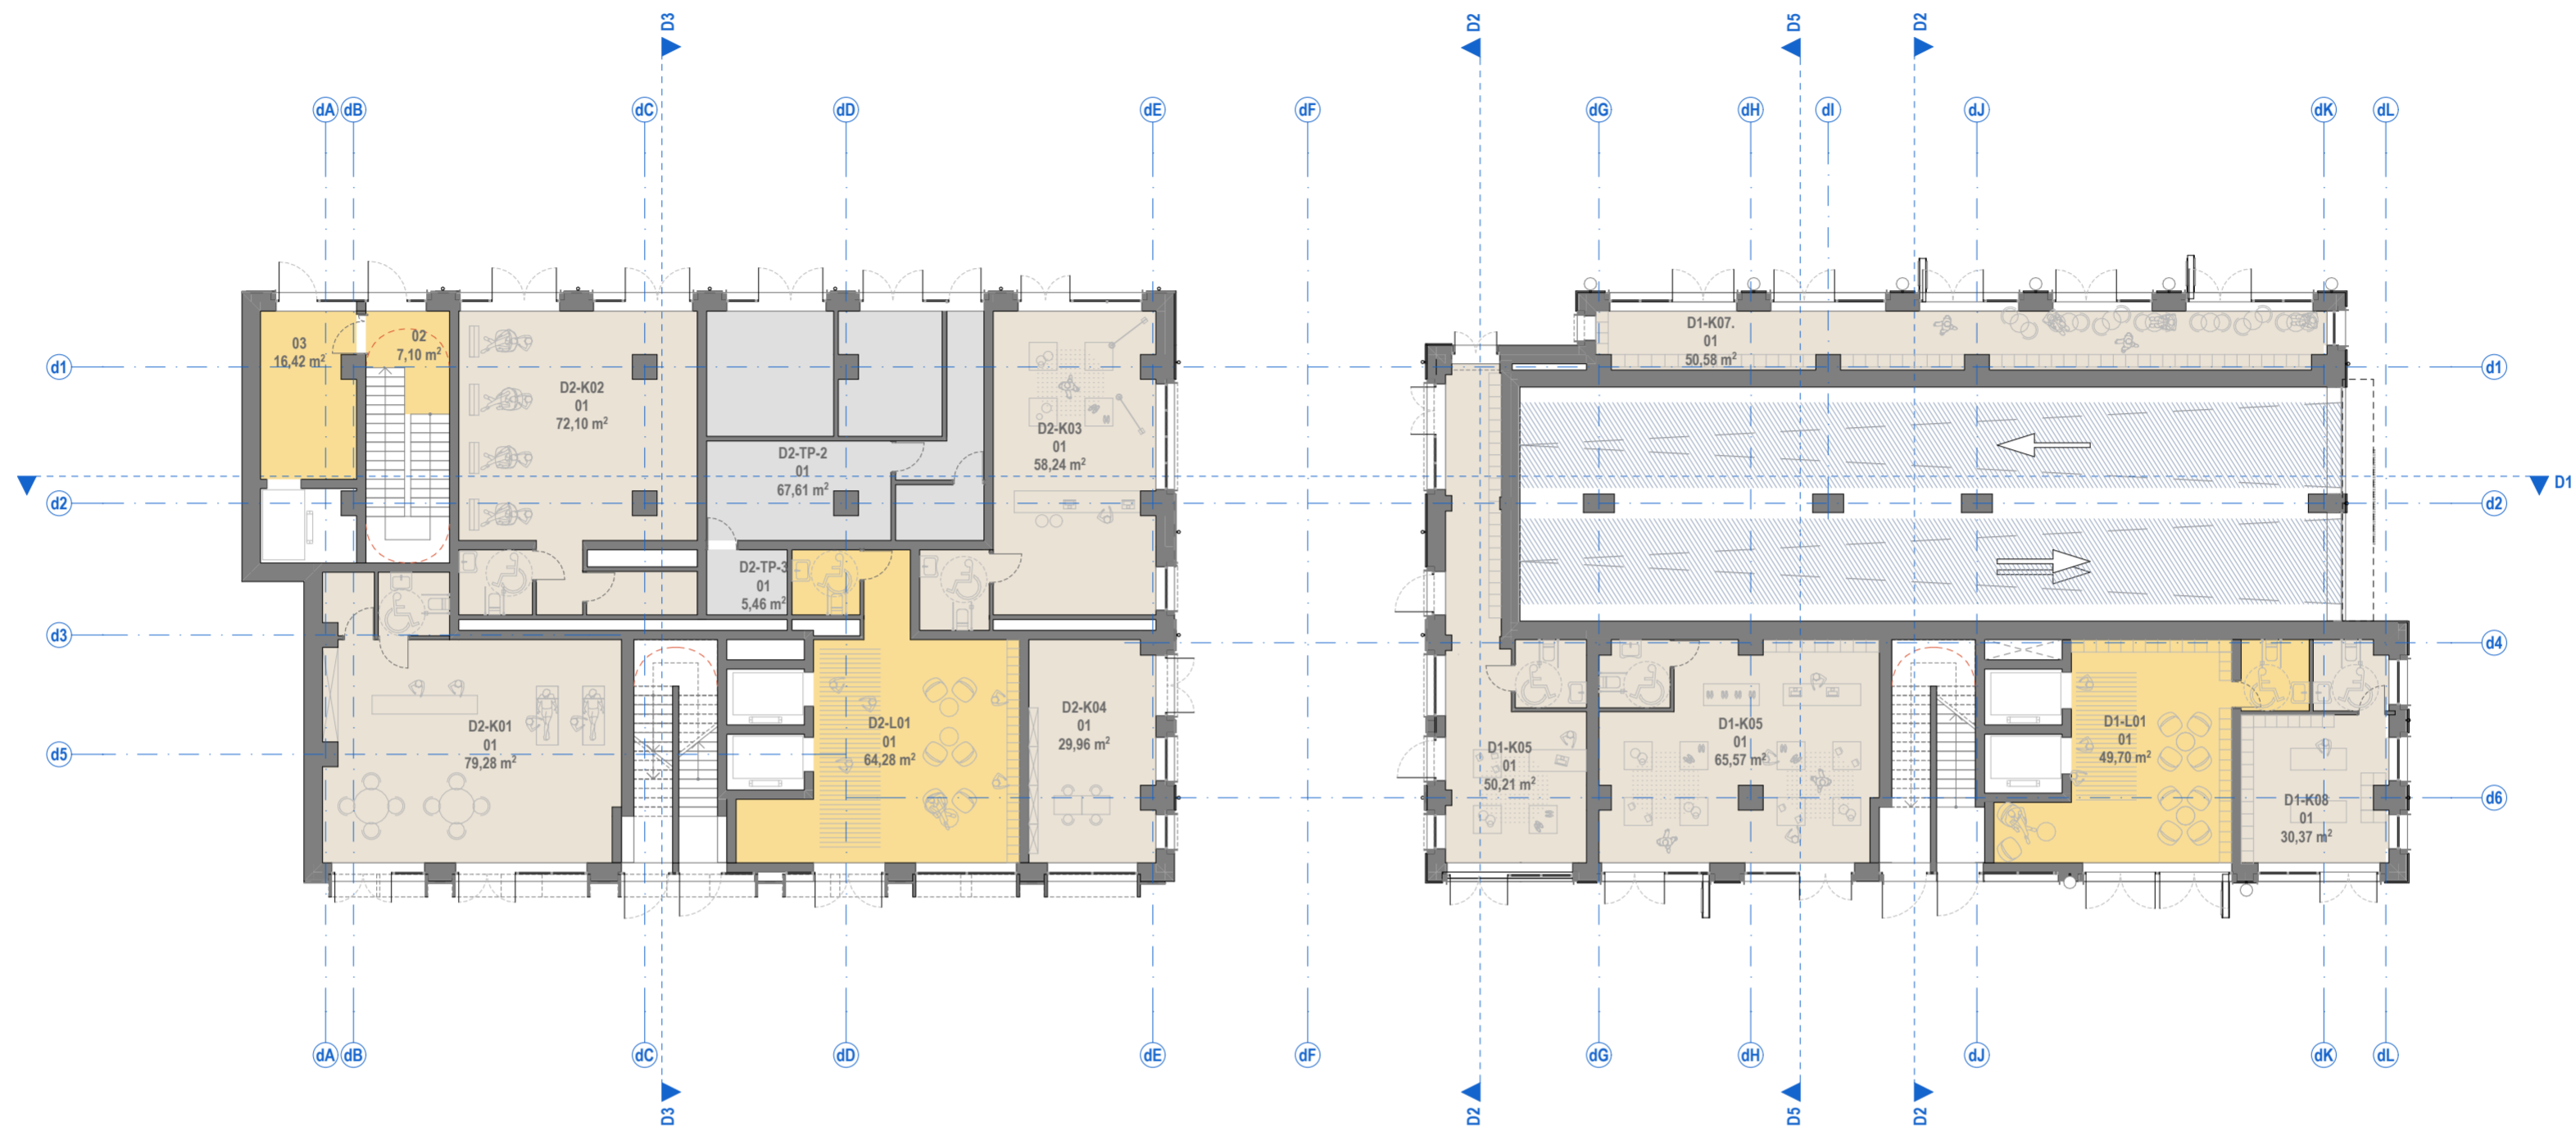 D3
D2
D5
D2
dA
dB
dC
dD
dE
dF
dG
dH
dI
dJ
dK
dL
03
16,42 m²
02
7,10 m²
D2-K02
01
72,10 m²
D2-TP-2
01
67,61 m²
D2-K03
01
58,24 m²
D1-K07.
01
50,58 m²
d1
d1
D1
d2
d2
D2-TP-3
01
5,46 m²
d3
d4
D2-K01
01
79,28 m²
D2-L01
01
64,28 m²
D2-K04
01
29,96 m²
D1-K05
01
50,21 m²
D1-K05
01
65,57 m²
D1-L01
01
49,70 m²
D1-K08
01
30,37 m²
d5
d6
dA
dB
dC
dD
dE
dF
dG
dH
dJ
dK
dL
D3
D2
D5
D2